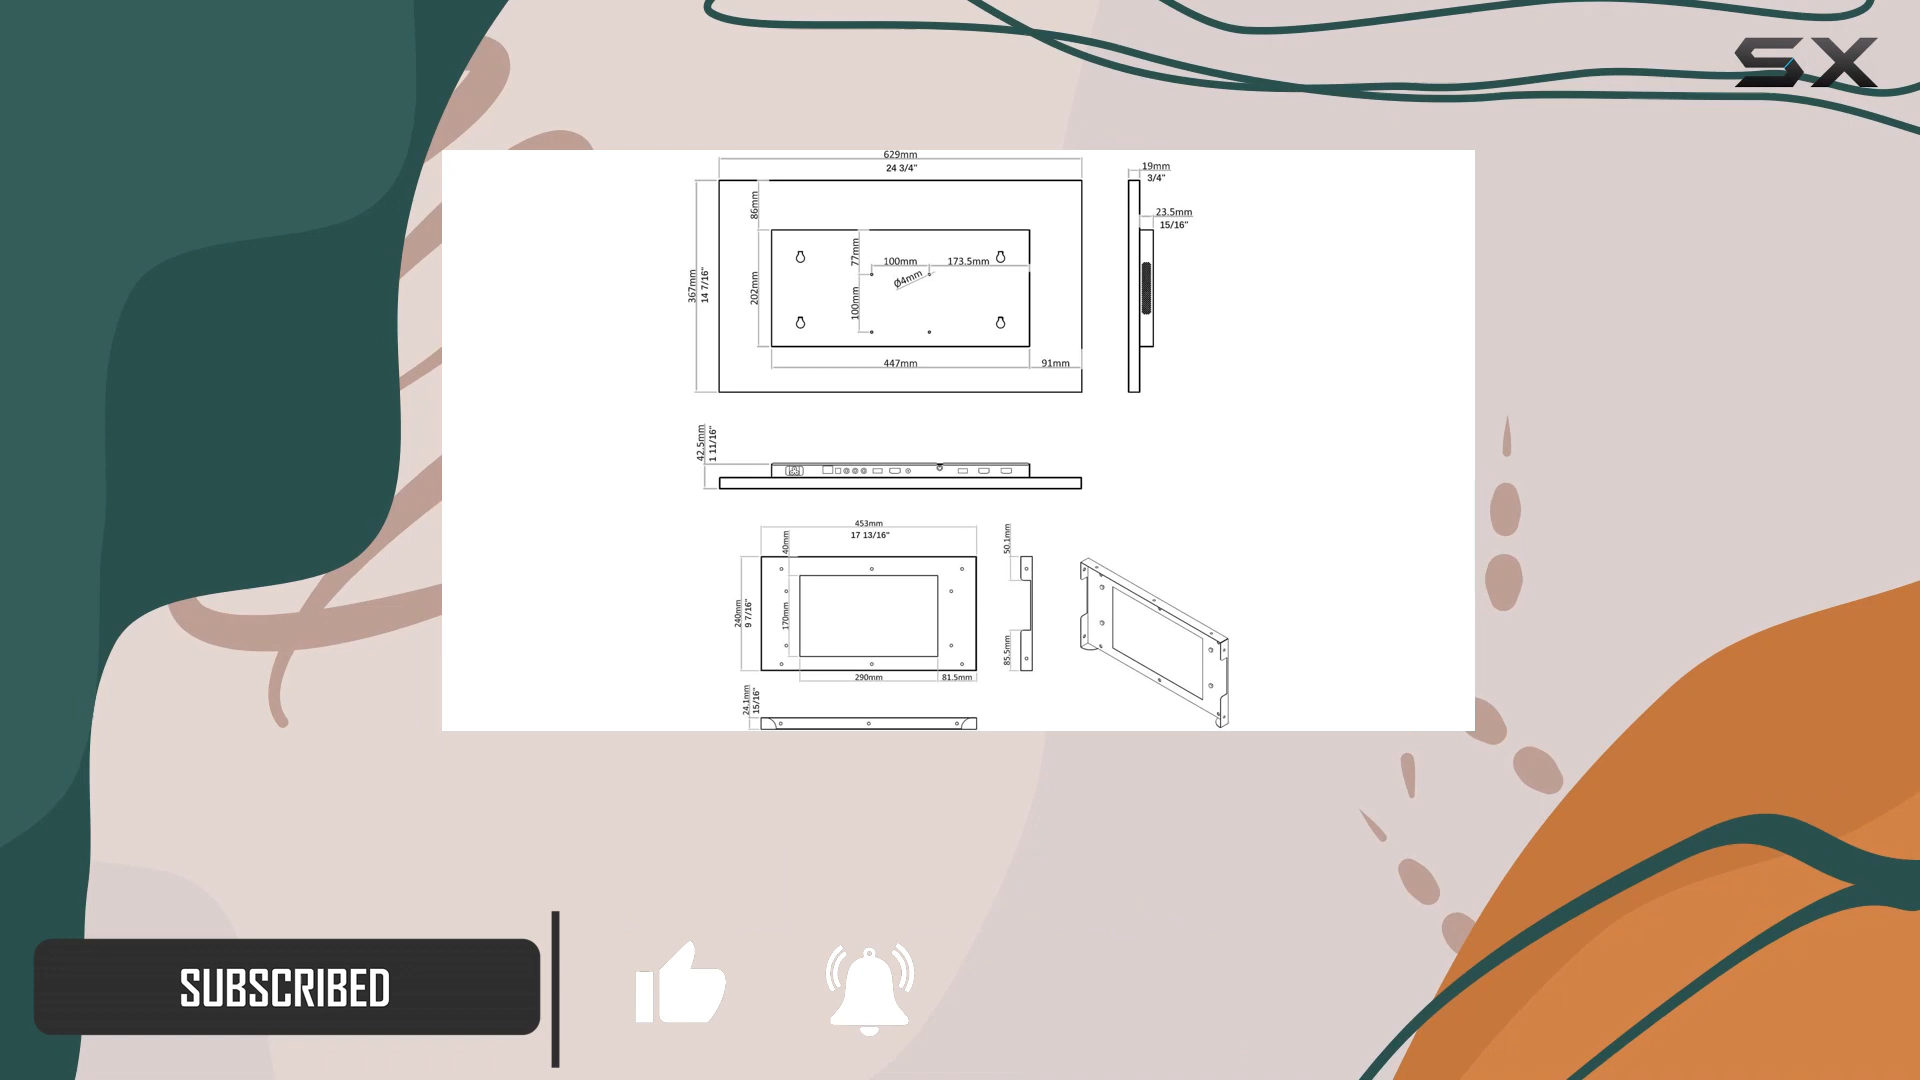 SX
629mm
24 3/4"
19mm
3/4"
86mm
23.5mm
15/16"
77mm
100mm
173.5mm
Ø4mm
367mm
14 7/16"
202mm
100mm
447mm
91mm
42.5mm
1 11/16"
453mm
17 13/16"
40mm
50.1mm
240mm
9 7/16"
170mm
85.5mm
290mm
81.5mm
24.1mm
15/16"
SUBSCRIBED